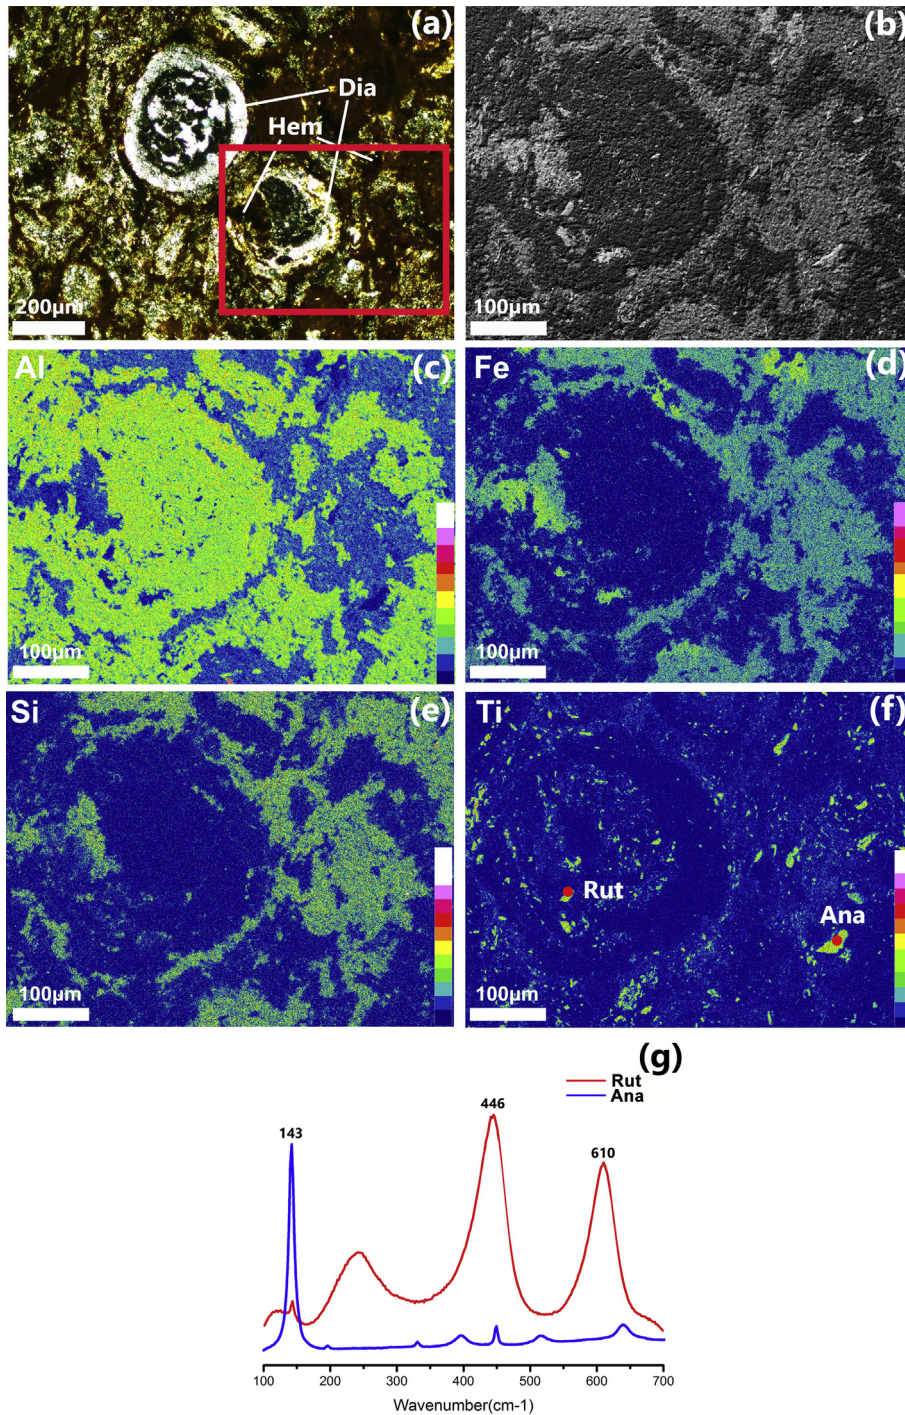 (a)
Dia
Hem
200μm
(b)
100μm
Al
(c)
100μm
Fe
(d)
100μm
Si
(e)
100μm
Ti
(f)
Rut
Ana
100μm
(g)
Rut
Ana
143
446
610
100 200 300 400 500 600 700
Wavenumber(cm-1)